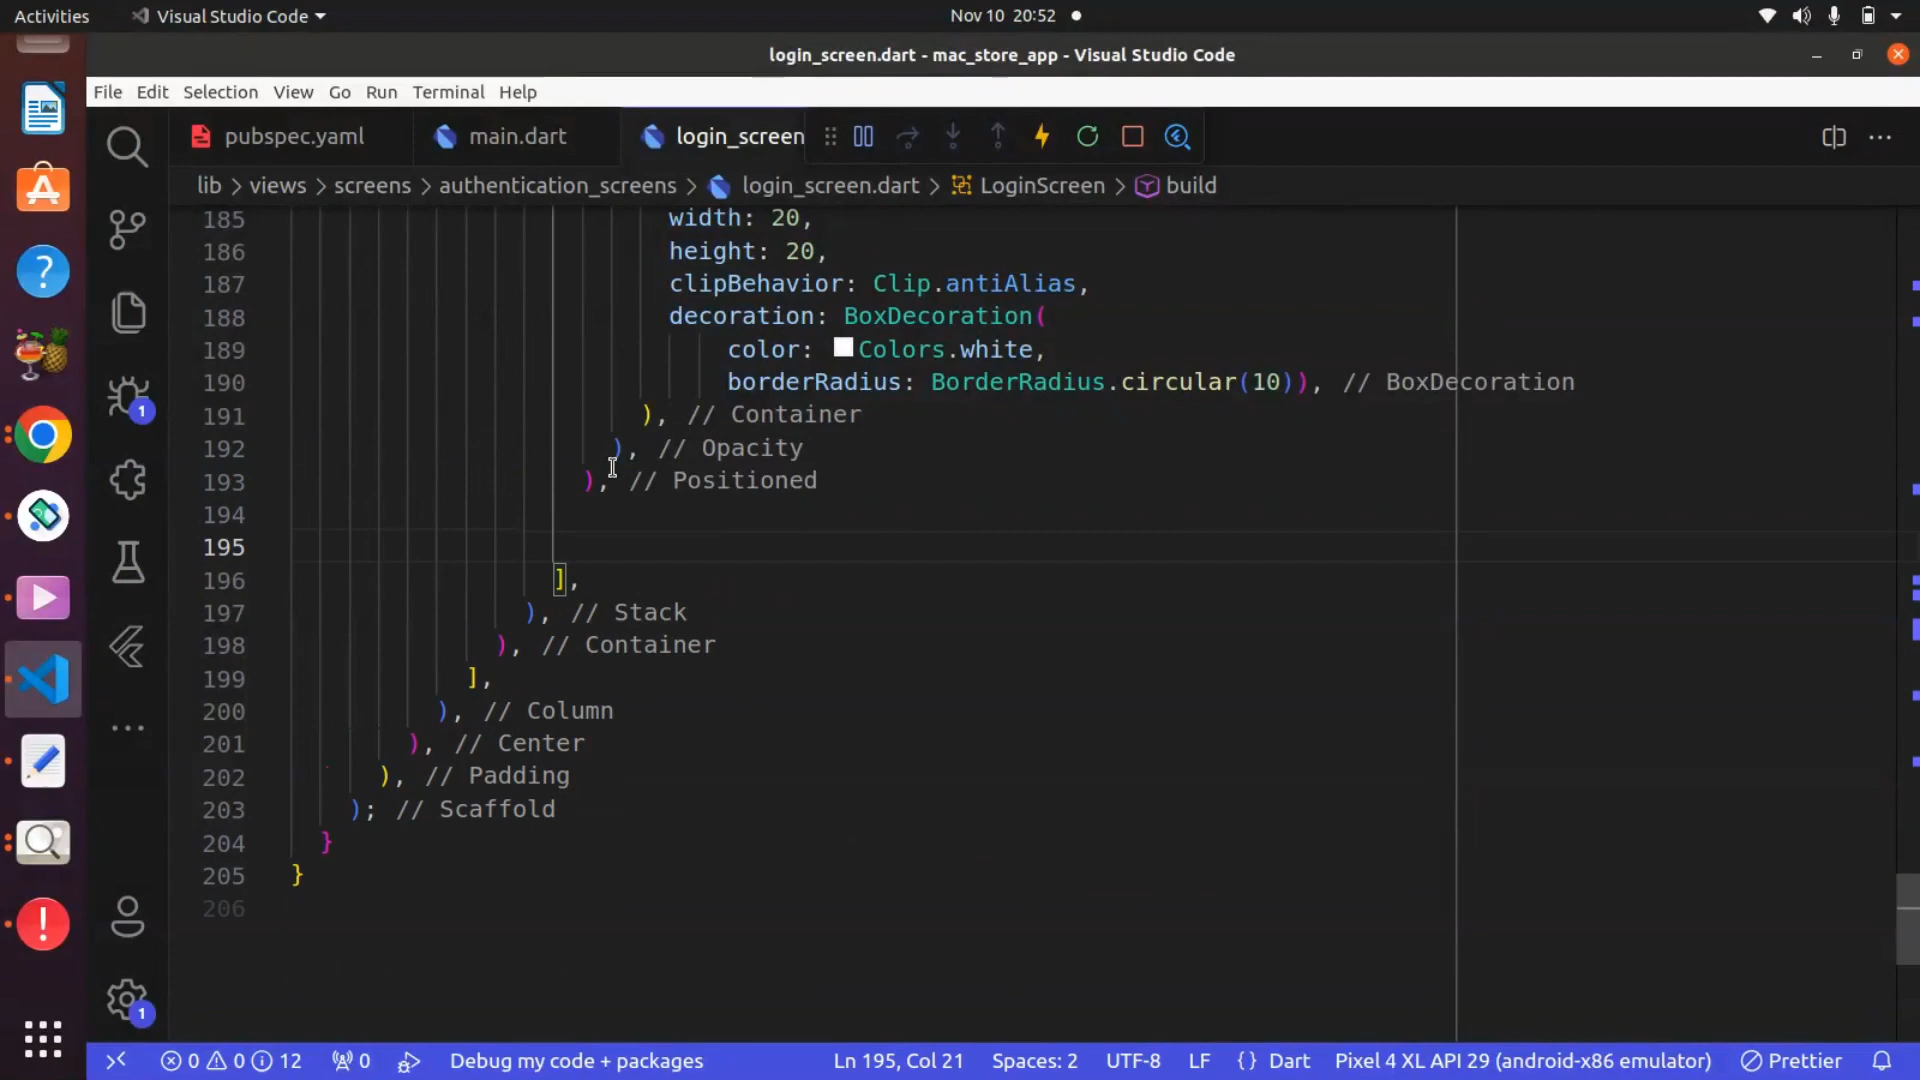 Activities Visual Studio Code Nov 10 20:52
login_screen.dart - mac_store_app - Visual Studio Code
File Edit Selection View Go Run Terminal Help
pubspec.yaml main.dart login_screen
lib > views > screens > authentication_screens > login_screen.dart > LoginScreen > build
185 width: 20,
186 height: 20,
187 clipBehavior: Clip.antiAlias,
188 decoration: BoxDecoration(
189 color: Colors.white,
190 borderRadius: BorderRadius.circular(10)), // BoxDecoration
191 ), // Container
192 ), // Opacity
193 ), // Positioned
194
195
196 ],
197 ), // Stack
198 ), // Container
199 ],
200 ), // Column
201 ), // Center
202 ), // Padding
203 ); // Scaffold
204 }
205 }
206
1
1
0 0 12 0 Debug my code + packages Ln 195, Col 21 Spaces: 2 UTF-8 LF {} Dart Pixel 4 XL API 29 (android-x86 emulator) Prettier